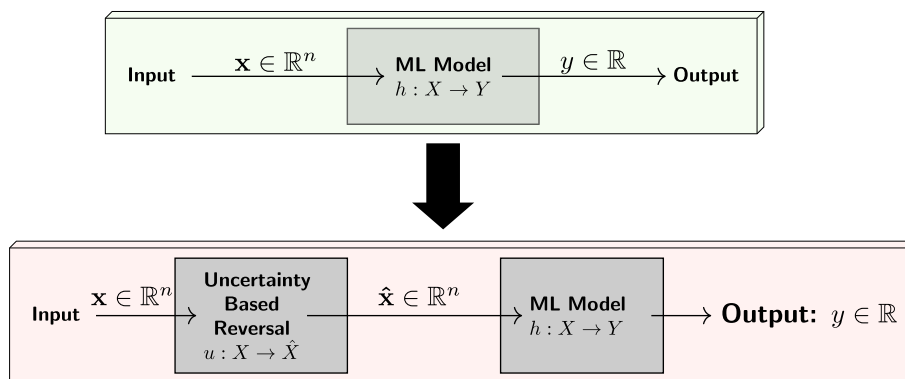 Input
𝐱 ∈ ℝⁿ
ML Model
h : X → Y
y ∈ ℝ
Output
Input
𝐱 ∈ ℝⁿ
Uncertainty
Based
Reversal
u : X → X̂
𝐱̂ ∈ ℝⁿ
ML Model
h : X → Y
Output: y ∈ ℝ